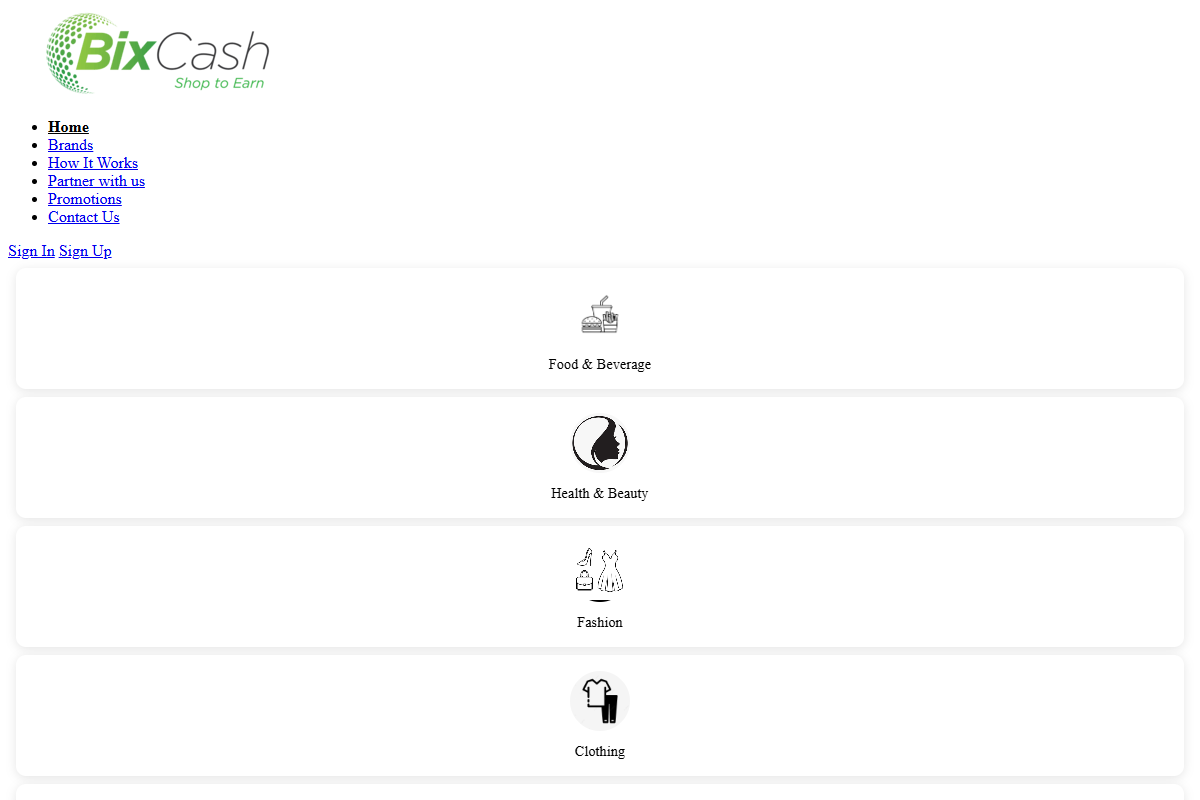 BixCash
Shop to Earn
Home
Brands
How It Works
Partner with us
Promotions
Contact Us
Sign In Sign Up
Food & Beverage
Health & Beauty
Fashion
Clothing